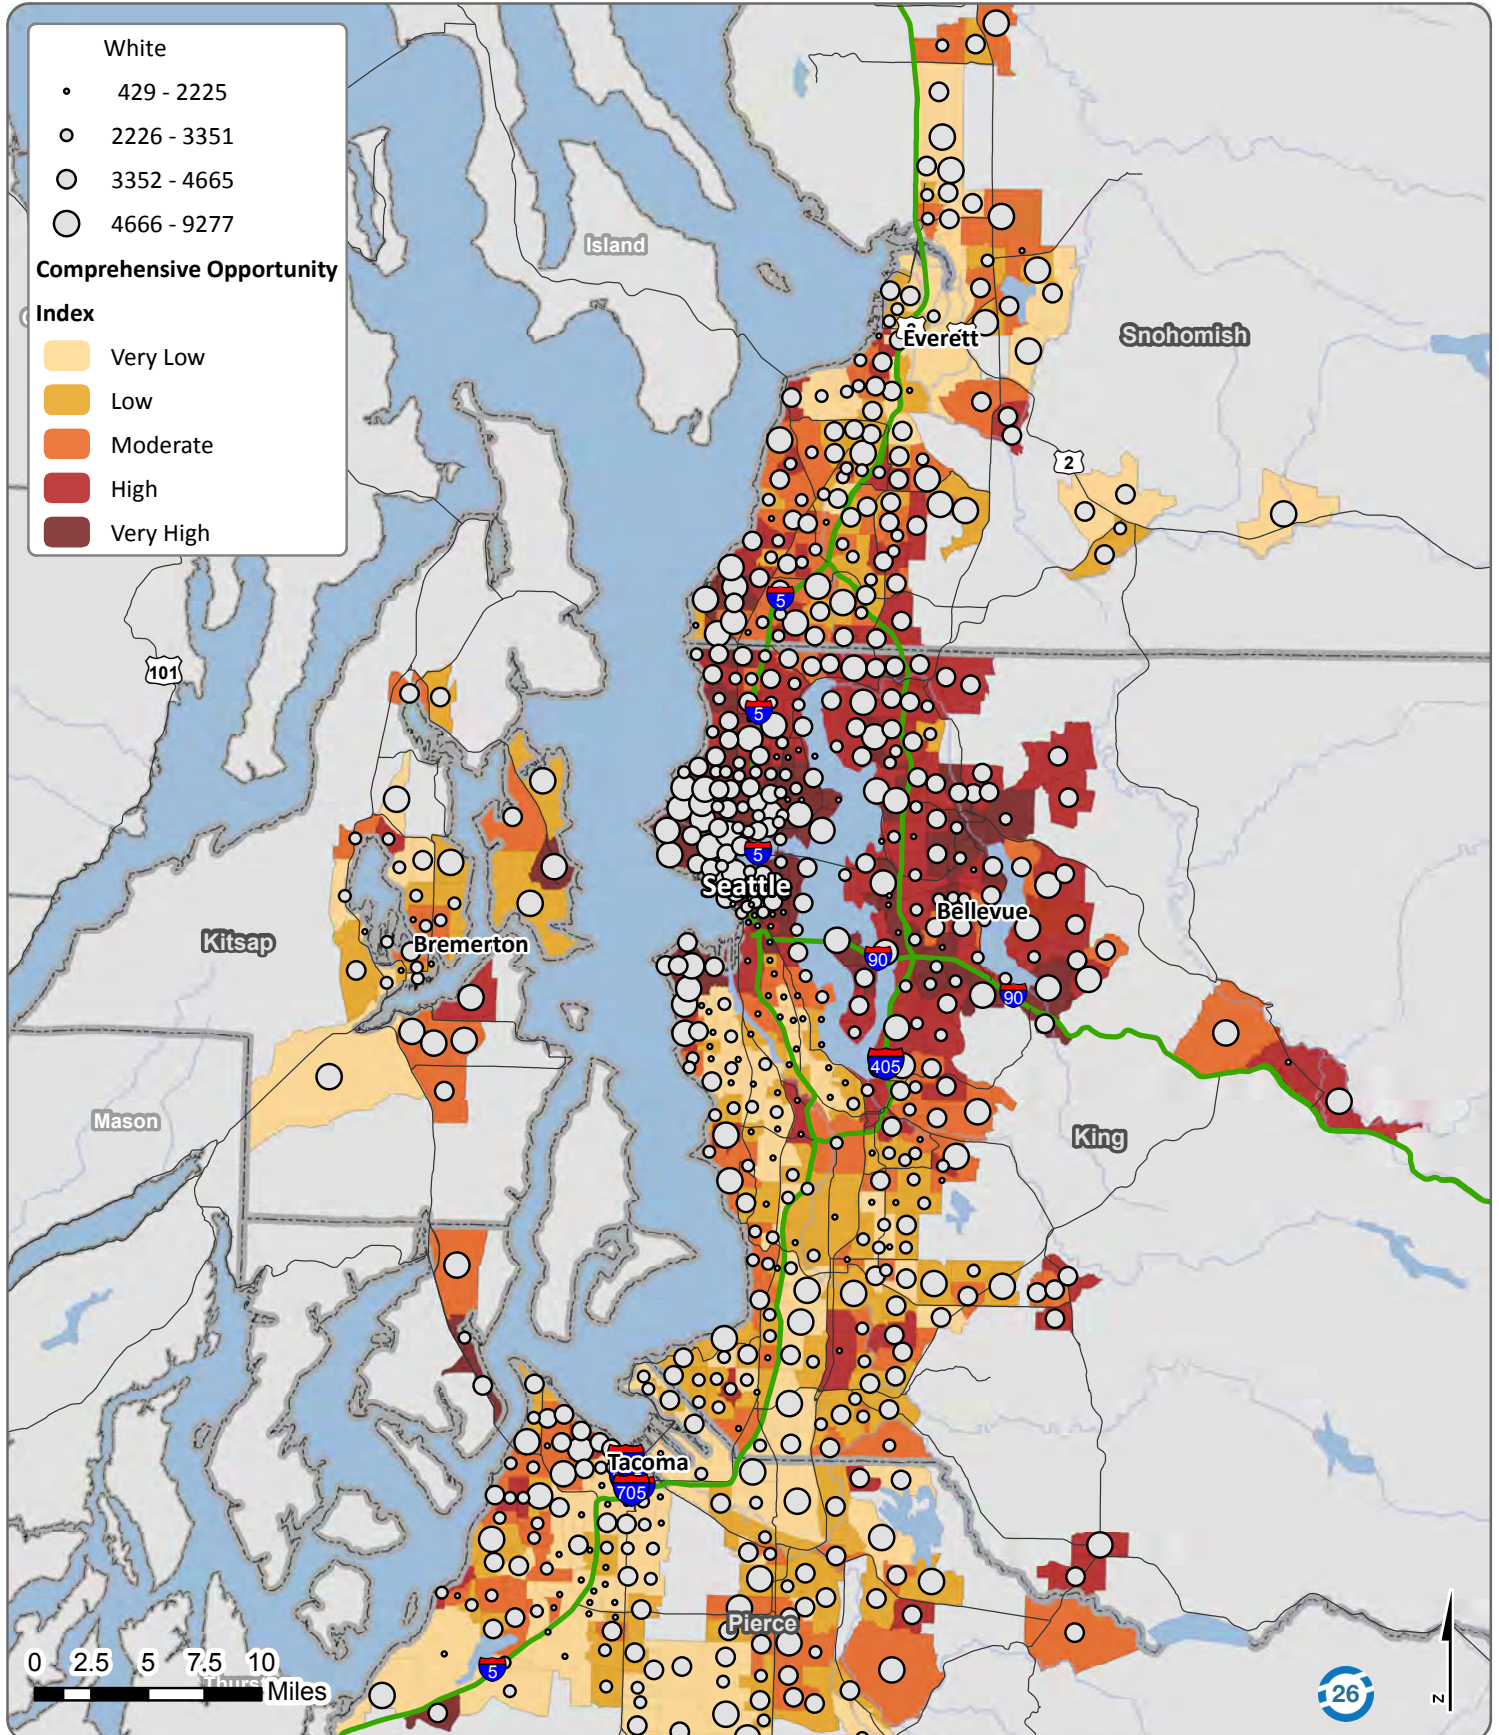 White
429 - 2225
2226 - 3351
3352 - 4665
4666 - 9277
Comprehensive Opportunity
Index
Very Low
Low
Moderate
High
Very High
Island
Everett
Snohomish
2
101
5
5
5
Seattle
Bellevue
Kitsap
Bremerton
90
90
405
Mason
King
Tacoma
705
Pierce
5
0 2.5 5 7.5 10
Miles
26
N